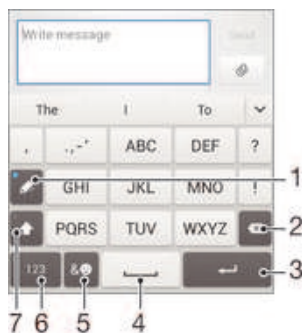 Write message
Send
The I To
, .,-' ABC DEF ?
GHI JKL MNO !
1
PQRS TUV WXYZ
2
123 &
3
7 6 5 4